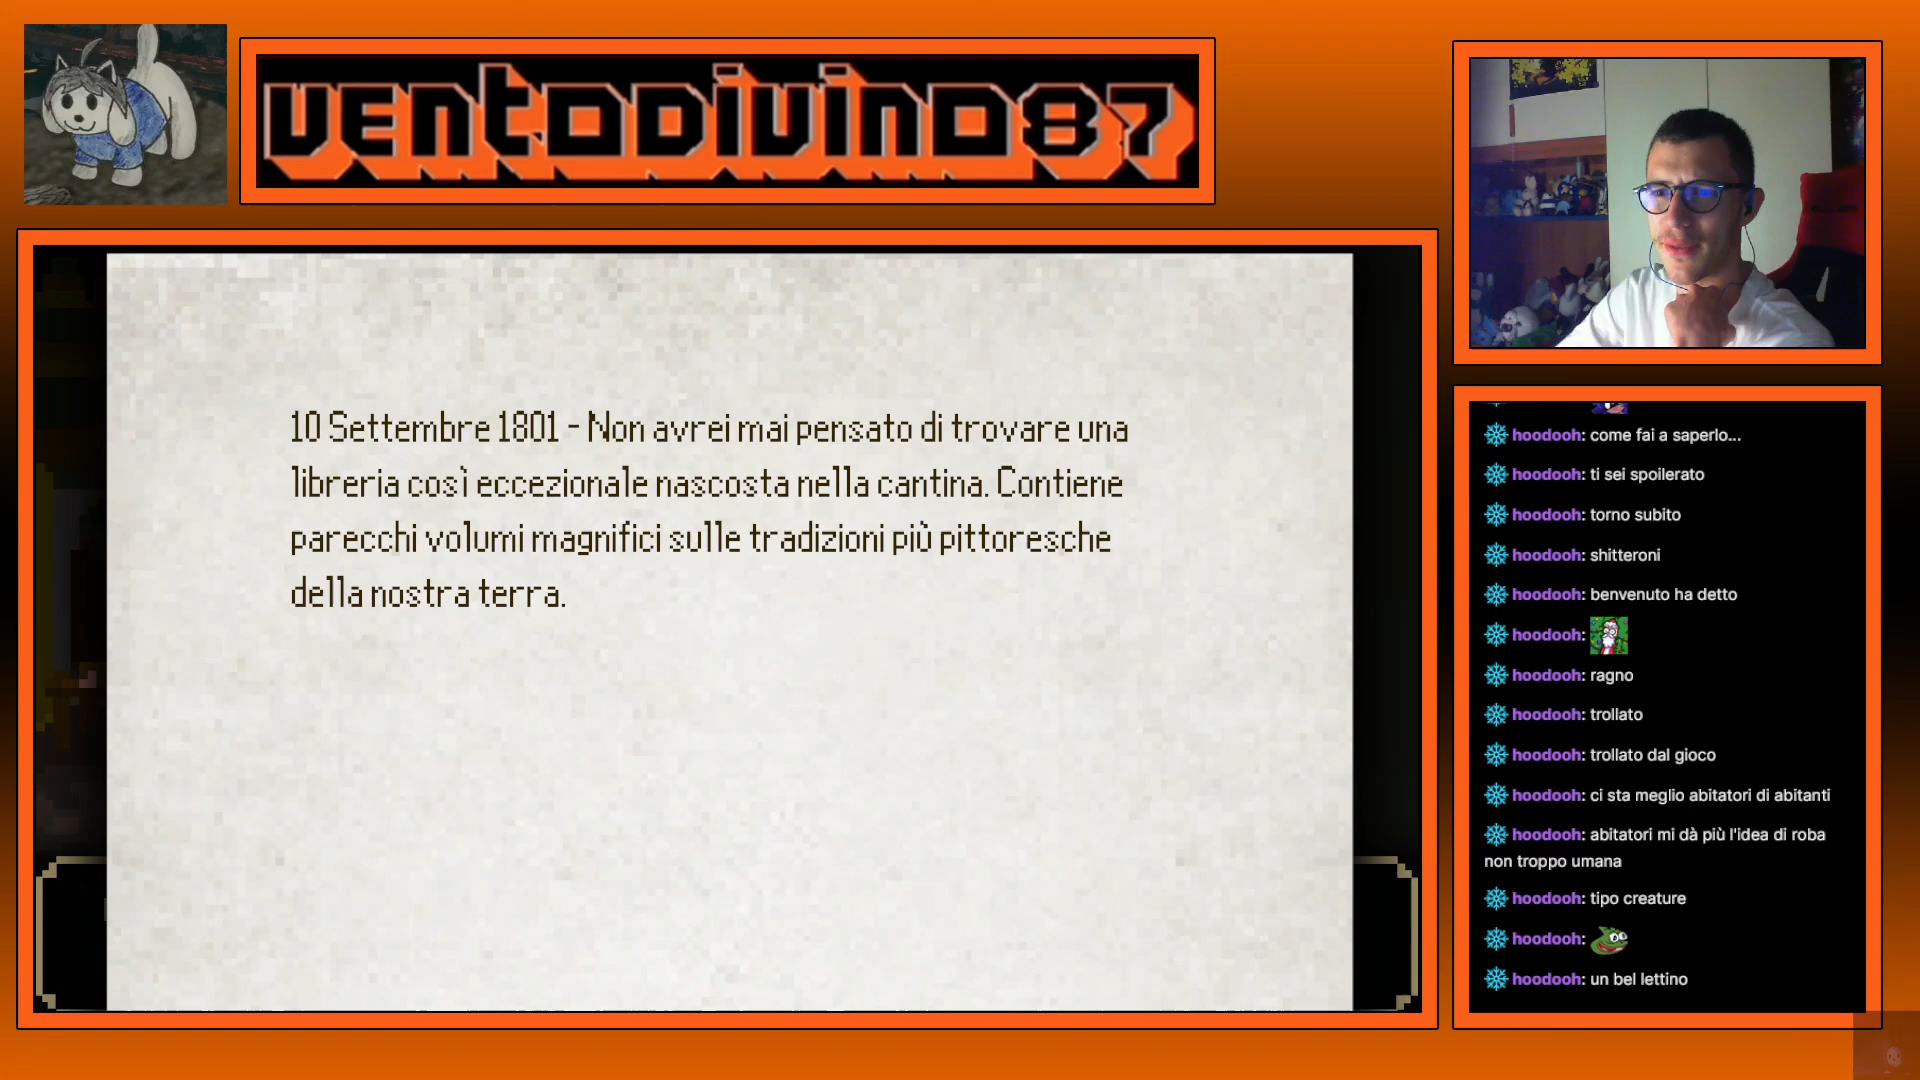 VENTODIVINO87
10 Settembre 1801 - Non avrei mai pensato di trovare una
libreria così eccezionale nascosta nella cantina. Contiene
parecchi volumi magnifici sulle tradizioni più pittoresche
della nostra terra.
hoodooh: come fai a saperlo...
hoodooh: ti sei spoilerato
hoodooh: torno subito
hoodooh: shitteroni
hoodooh: benvenuto ha detto
hoodooh:
hoodooh: ragno
hoodooh: trollato
hoodooh: trollato dal gioco
hoodooh: ci sta meglio abitatori di abitanti
hoodooh: abitatori mi dà più l'idea di roba
non troppo umana
hoodooh: tipo creature
hoodooh:
hoodooh: un bel lettino